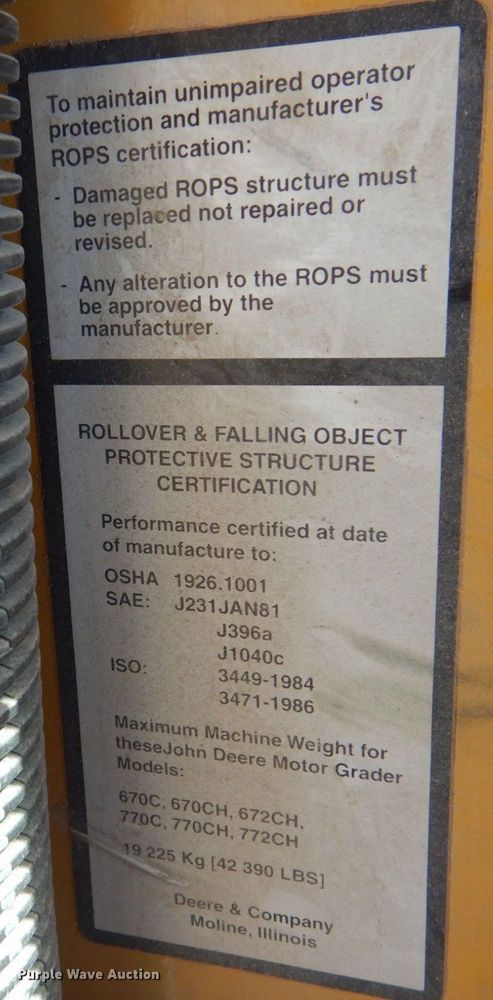 To maintain unimpaired operator
protection and manufacturer's
ROPS certification:
- Damaged ROPS structure must
be replaced not repaired or
revised.
- Any alteration to the ROPS must
be approved by the
manufacturer.
ROLLOVER & FALLING OBJECT
PROTECTIVE STRUCTURE
CERTIFICATION
Performance certified at date
of manufacture to:
OSHA 1926.1001
SAE: J231JAN81
J396a
J1040c
ISO: 3449-1984
3471-1986
Maximum Machine Weight for
theseJohn Deere Motor Grader
Models:
670C, 670CH, 672CH,
770C, 770CH, 772CH
19 225 Kg [42 390 LBS]
Deere & Company
Moline, Illinois
Purple Wave Auction